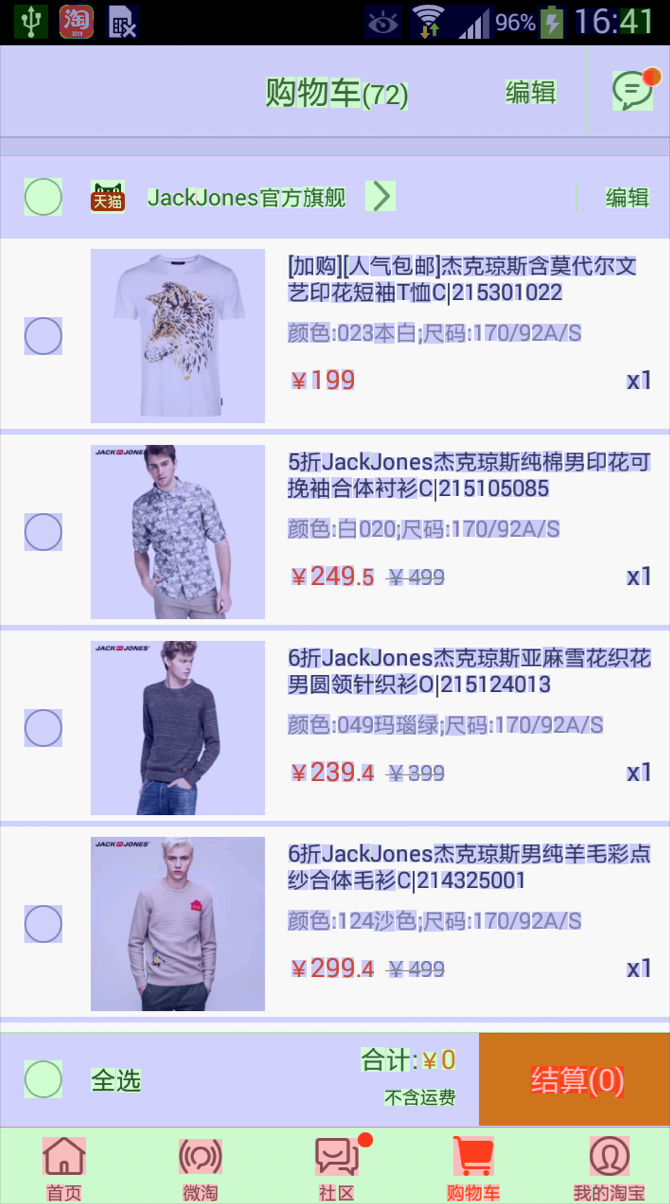 淘
96% 16:41
购物车(72) 编辑
天猫 JackJones官方旗舰 编辑
[加购][人气包邮]杰克琼斯含莫代尔文
艺印花短袖T恤C|215301022
颜色:023本白;尺码:170/92A/S
¥199 x1
JACK JONES
5折JackJones杰克琼斯纯棉男印花可
挽袖合体衬衫C|215105085
颜色:白020;尺码:170/92A/S
¥249.5 ¥499 x1
JACK JONES
6折JackJones杰克琼斯亚麻雪花织花
男圆领针织衫O|215124013
颜色:049玛瑙绿;尺码:170/92A/S
¥239.4 ¥399 x1
JACK JONES
6折JackJones杰克琼斯男纯羊毛彩点
纱合体毛衫C|214325001
颜色:124沙色;尺码:170/92A/S
¥299.4 ¥499 x1
全选 合计:¥0 结算(0)
不含运费
首页 微淘 社区 购物车 我的淘宝